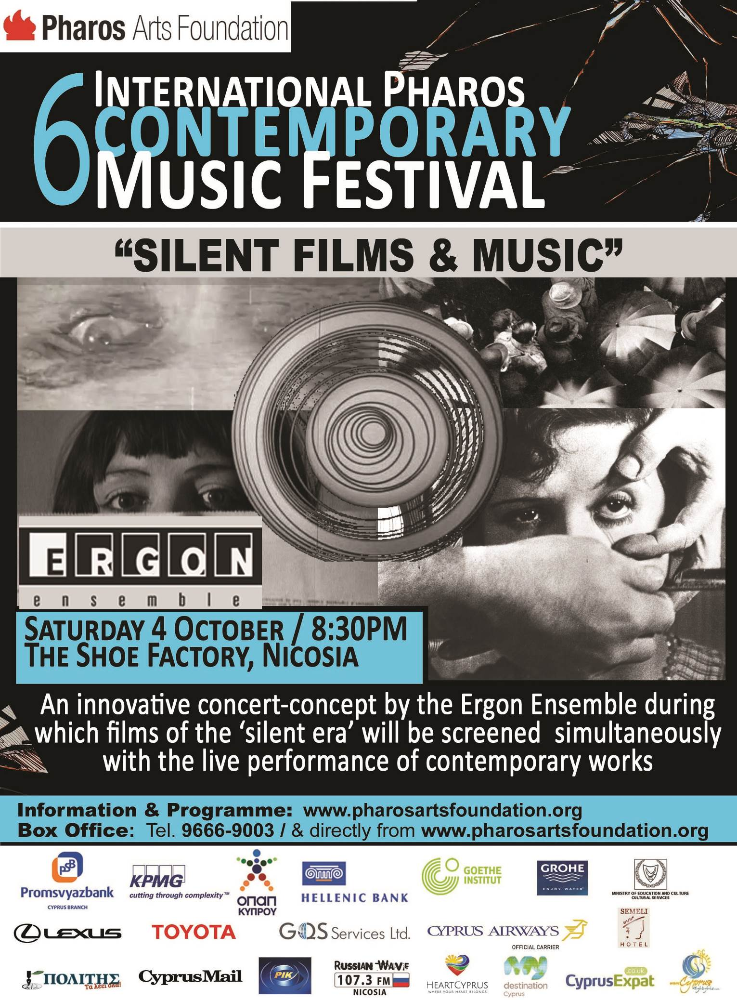 Pharos Arts Foundation
6
INTERNATIONAL PHAROS
CONTEMPORARY
MUSIC FESTIVAL
“SILENT FILMS & MUSIC”
ERGON
ensemble
SATURDAY 4 OCTOBER / 8:30PM
THE SHOE FACTORY, NICOSIA
An innovative concert-concept by the Ergon Ensemble during
which films of the ‘silent era’ will be screened simultaneously
with the live performance of contemporary works
Information & Programme: www.pharosartsfoundation.org
Box Office: Tel. 9666-9003 / & directly from www.pharosartsfoundation.org
PSB
Promsvyazbank
CYPRUS BRANCH
KPMG
cutting through complexity™
οπαπ
ΚΥΠΡΟΥ
HELLENIC BANK
GOETHE
INSTITUT
GROHE
ENJOY WATER®
MINISTRY OF EDUCATION AND CULTURE
CULTURAL SERVICES
LEXUS
TOYOTA
GQS Services Ltd.
CYPRUS AIRWAYS
OFFICIAL CARRIER
SEMELI
HOTEL
ΠΟΛΙΤΗΣ
Τα λέει όλα!
CyprusMail
ΡΙΚ
RUSSIAN WAVE
107.3 FM
NICOSIA
HEARTCYPRUS
WHERE YOUR HEART BELONGS
my
destination
Cyprus
.co.uk
CyprusExpat
www.Cyprus